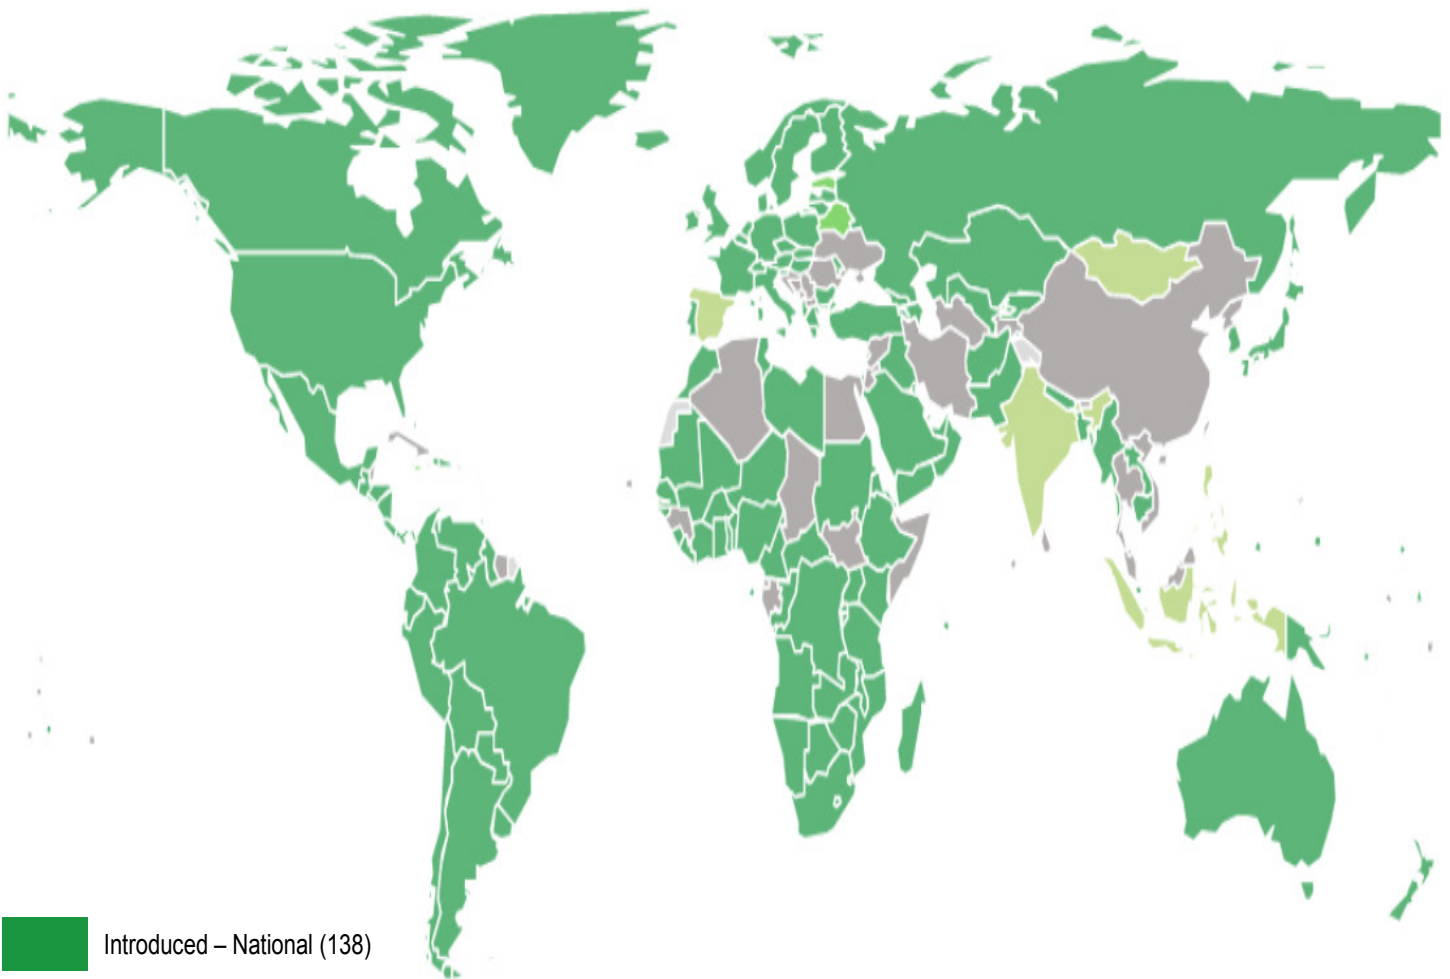 Introduced – National (138)